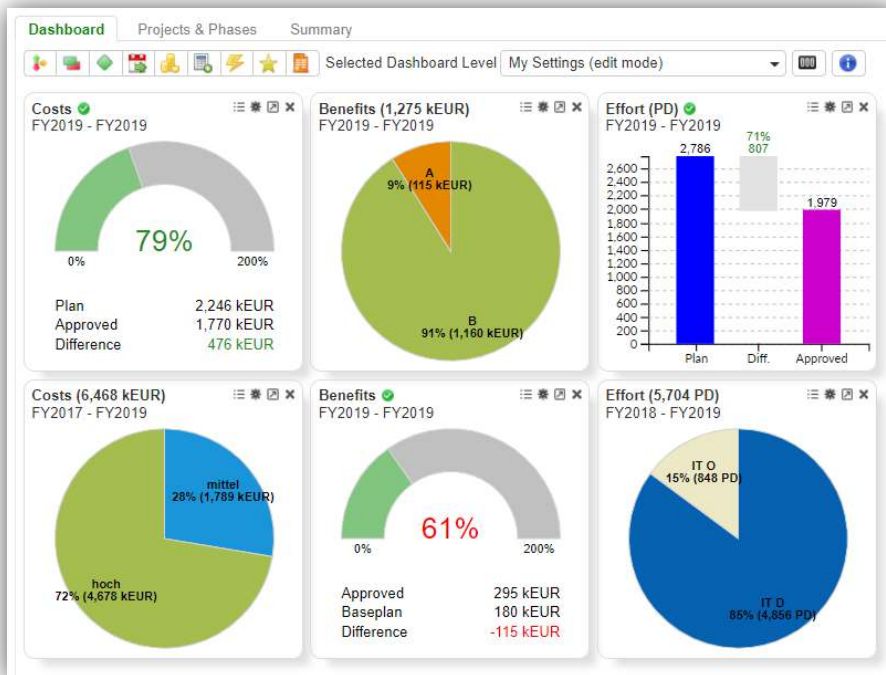 Dashboard Projects & Phases Summary
Selected Dashboard Level My Settings (edit mode)
Costs
FY2019 - FY2019
79%
0% 200%
Plan 2,246 kEUR
Approved 1,770 kEUR
Difference 476 kEUR
Benefits (1,275 kEUR)
FY2019 - FY2019
A
9% (115 kEUR)
B
91% (1,160 kEUR)
Effort (PD)
FY2019 - FY2019
71%
2,786 807
1,979
2,600
2,400
2,200
2,000
1,800
1,600
1,400
1,200
1,000
800
600
400
200
0
Plan Diff. Approved
Costs (6,468 kEUR)
FY2017 - FY2019
mittel
28% (1,789 kEUR)
hoch
72% (4,678 kEUR)
Benefits
FY2019 - FY2019
61%
0% 200%
Approved 295 kEUR
Baseplan 180 kEUR
Difference -115 kEUR
Effort (5,704 PD)
FY2018 - FY2019
IT O
15% (848 PD)
IT D
85% (4,856 PD)